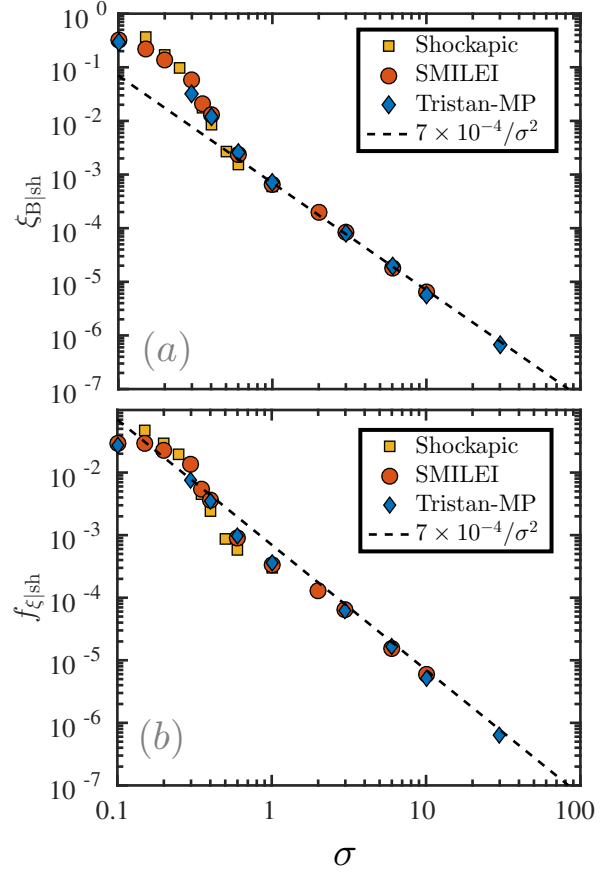 10^0
10^-1
10^-2
10^-3
10^-4
10^-5
10^-6
10^-7
ξ_B|sh
Shockapic
SMILEI
Tristan-MP
7 × 10^-4/σ^2
(a)
10^-2
10^-3
10^-4
10^-5
10^-6
10^-7
f_ξ|sh
Shockapic
SMILEI
Tristan-MP
7 × 10^-4/σ^2
(b)
0.1 1 10 100
σ